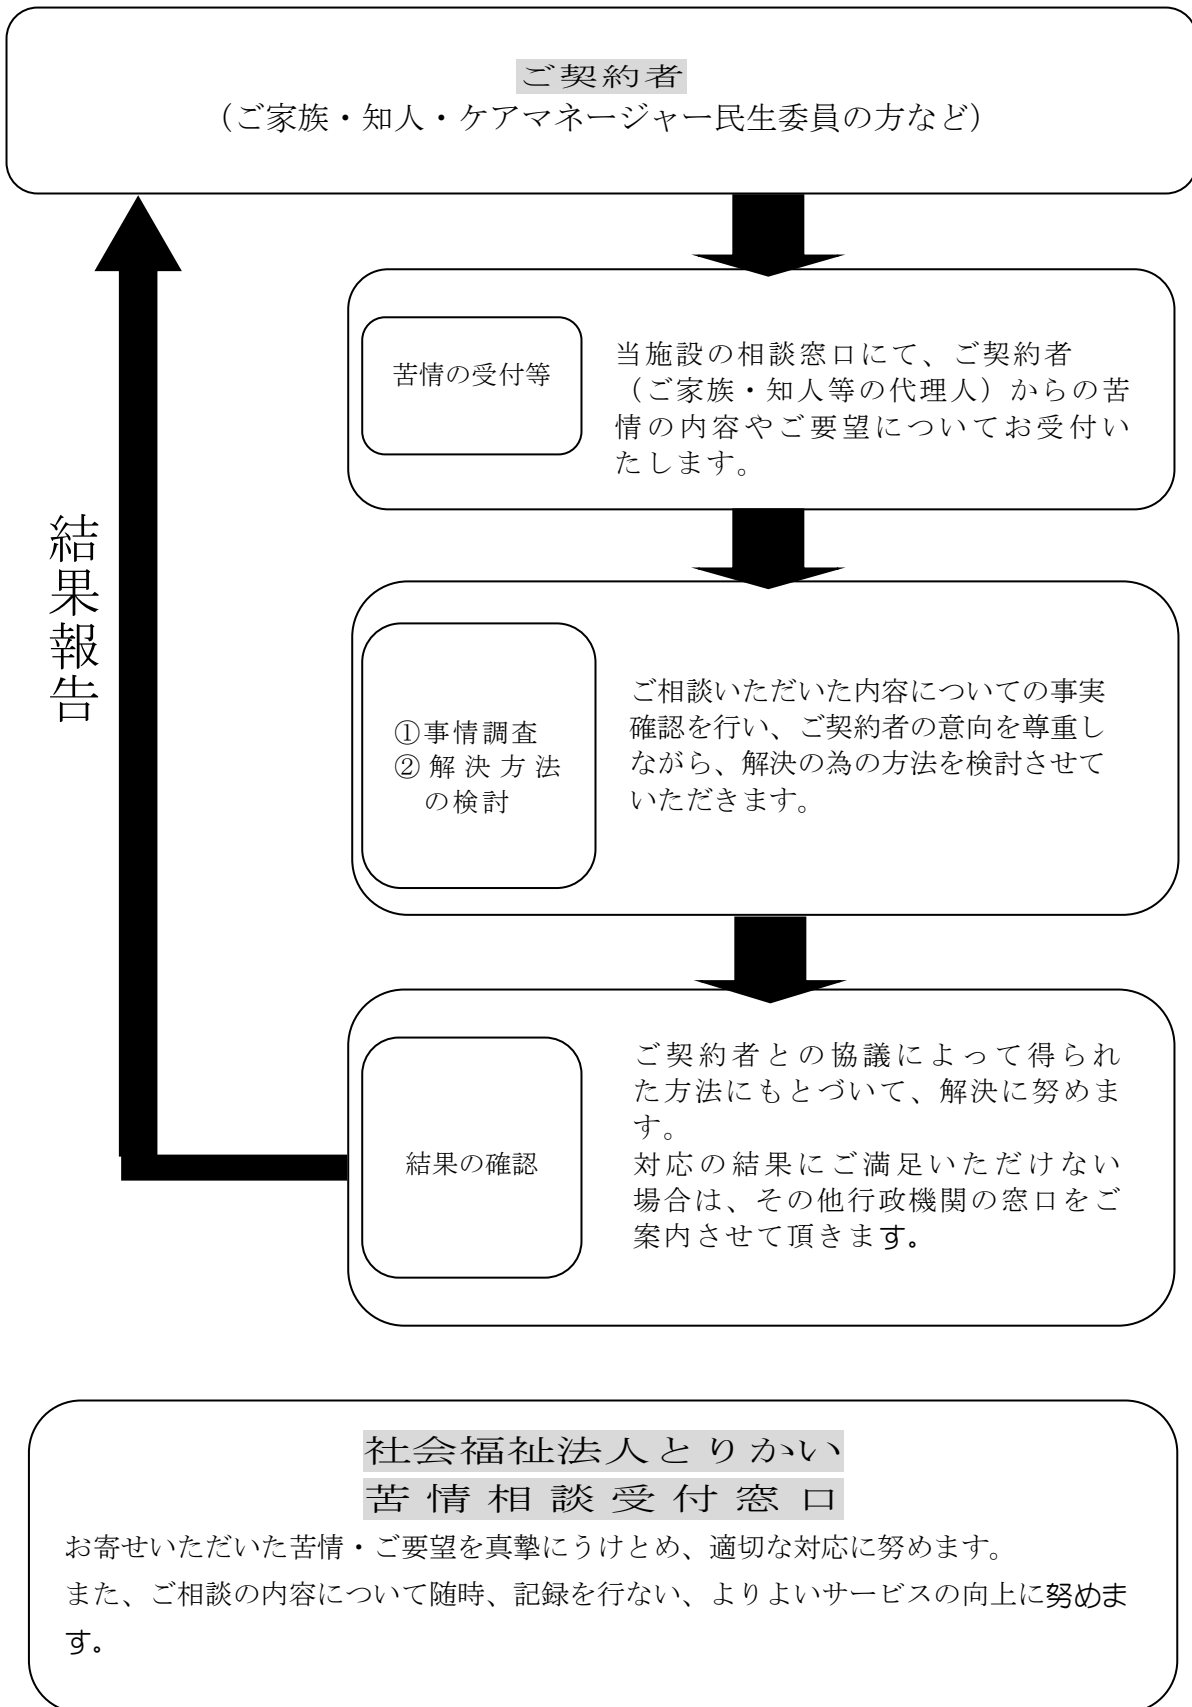 ご契約者
（ご家族・知人・ケアマネージャー民生委員の方など）
苦情の受付等
当施設の相談窓口にて、ご契約者
（ご家族・知人等の代理人）からの苦
情の内容やご要望についてお受付い
たします。
結果報告
①事情調査
②解決方法
の検討
ご相談いただいた内容についての事実
確認を行い、ご契約者の意向を尊重し
ながら、解決の為の方法を検討させて
いただきます。
結果の確認
ご契約者との協議によって得られ
た方法にもとづいて、解決に努めま
す。
対応の結果にご満足いただけない
場合は、その他行政機関の窓口をご
案内させて頂きます。
社会福祉法人とりかい
苦情相談受付窓口
お寄せいただいた苦情・ご要望を真摯にうけとめ、適切な対応に努めます。
また、ご相談の内容について随時、記録を行ない、よりよいサービスの向上に努めま
す。